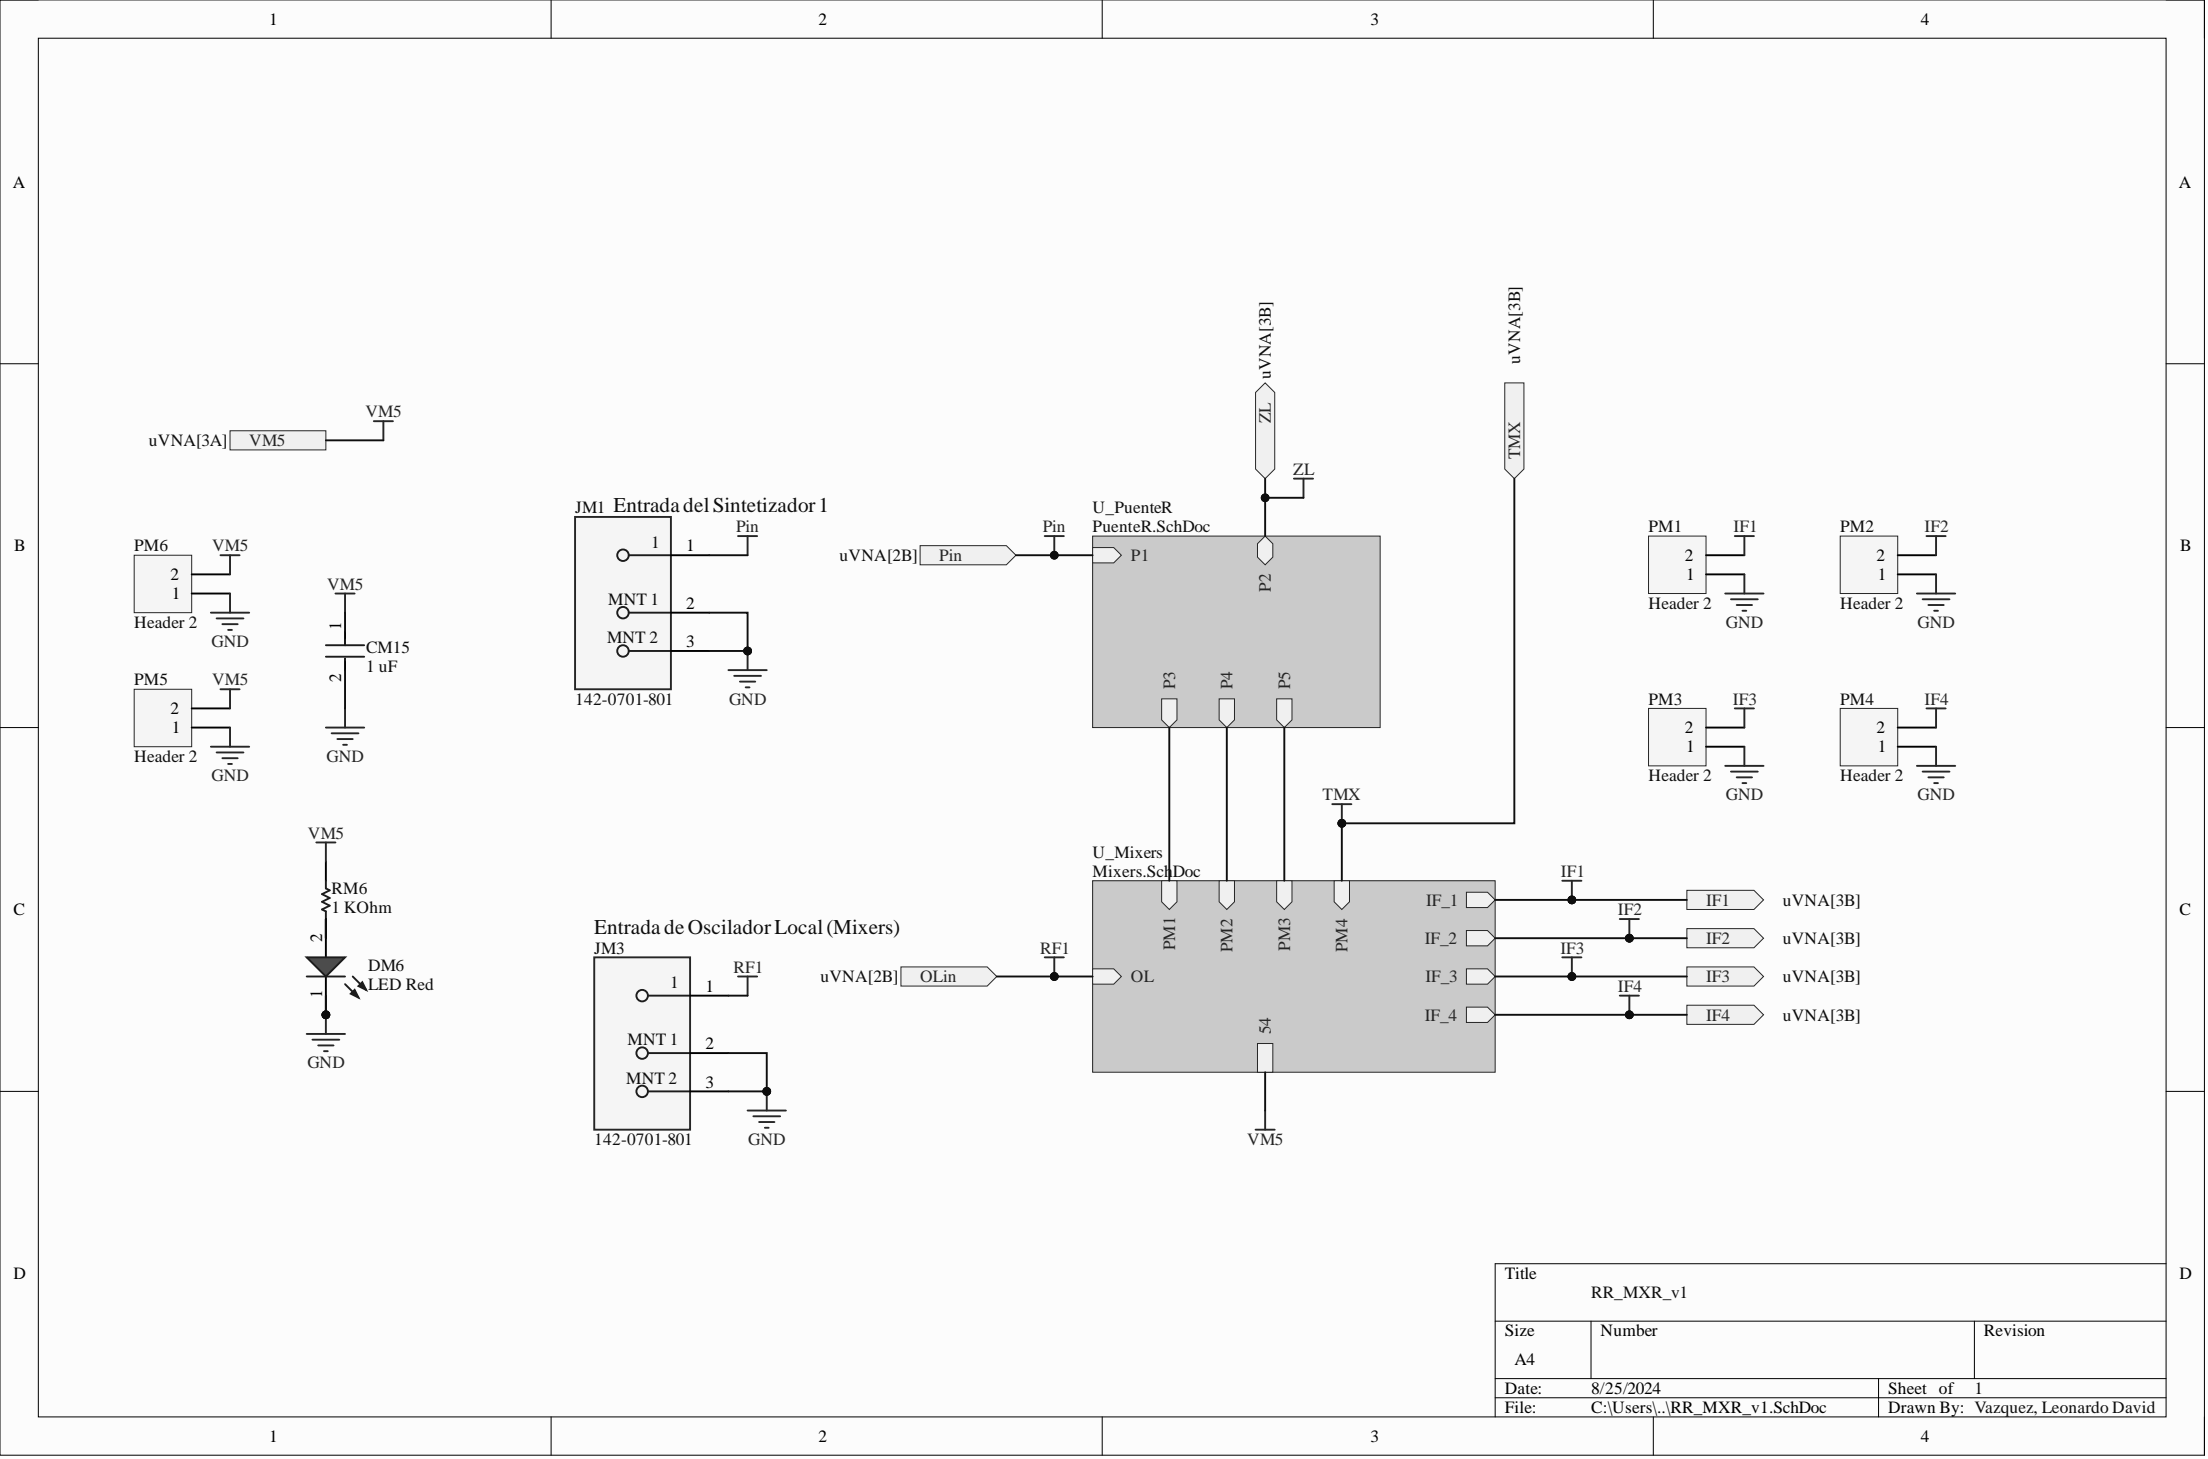 1 2 3 4
A A
B B
C C
D D
uVNA[3A] VM5
VM5
PM6 VM5
2
1
Header 2
GND
PM5 VM5
2
1
Header 2
GND
VM5
1
CM15
1 uF
2
GND
VM5
RM6
1 KOhm
2
DM6
LED Red
1
GND
JM1 Entrada del Sintetizador 1
Pin
1 1
MNT 1 2
MNT 2 3
142-0701-801 GND
Entrada de Oscilador Local (Mixers)
JM3
RF1
1 1
MNT 1 2
MNT 2 3
142-0701-801 GND
uVNA[3B]
ZL
ZL
uVNA[3B]
TMX
U_PuenteR
PuenteR.SchDoc
uVNA[2B] Pin
Pin
P1
P2
P3 P4 P5
TMX
U_Mixers
Mixers.SchDoc
PM1 PM2 PM3 PM4
uVNA[2B] OLin
RF1
OL
54
VM5
IF_1 IF1 IF1 uVNA[3B]
IF_2 IF2 IF2 uVNA[3B]
IF_3 IF3 IF3 uVNA[3B]
IF_4 IF4 IF4 uVNA[3B]
PM1 IF1
2
1
Header 2
GND
PM2 IF2
2
1
Header 2
GND
PM3 IF3
2
1
Header 2
GND
PM4 IF4
2
1
Header 2
GND
Title
RR_MXR_v1
Size Number Revision
A4
Date: 8/25/2024 Sheet of 1
File: C:\Users\..\RR_MXR_v1.SchDoc Drawn By: Vazquez, Leonardo David
1 2 3 4